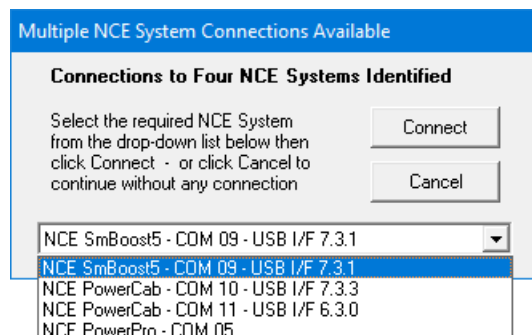 Multiple NCE System Connections Available
Connections to Four NCE Systems Identified
Select the required NCE System
from the drop-down list below then
click Connect - or click Cancel to
continue without any connection
Connect
Cancel
NCE SmBoost5 - COM 09 - USB I/F 7.3.1
NCE SmBoost5 - COM 09 - USB I/F 7.3.1
NCE PowerCab - COM 10 - USB I/F 7.3.3
NCE PowerCab - COM 11 - USB I/F 6.3.0
NCE PowerPro - COM 05